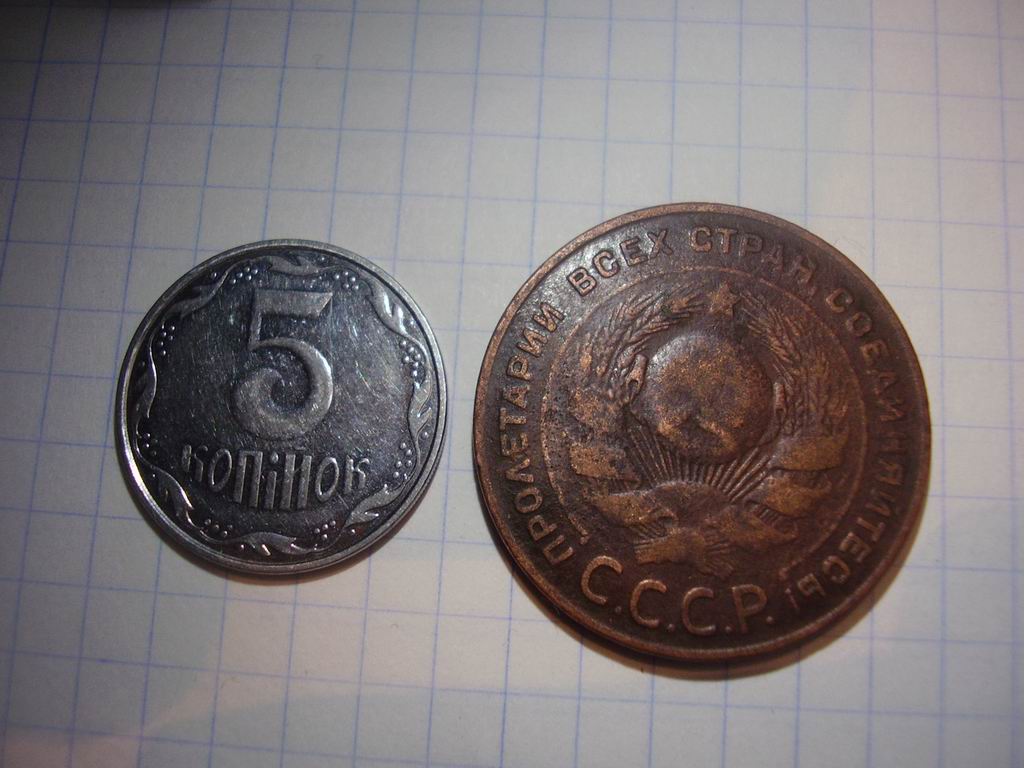 5
КОПІЙОК
ПРОЛЕТАРИИ ВСЕХ СТРАН, СОЕДИНЯЙТЕСЬ!
С.С.С.Р.